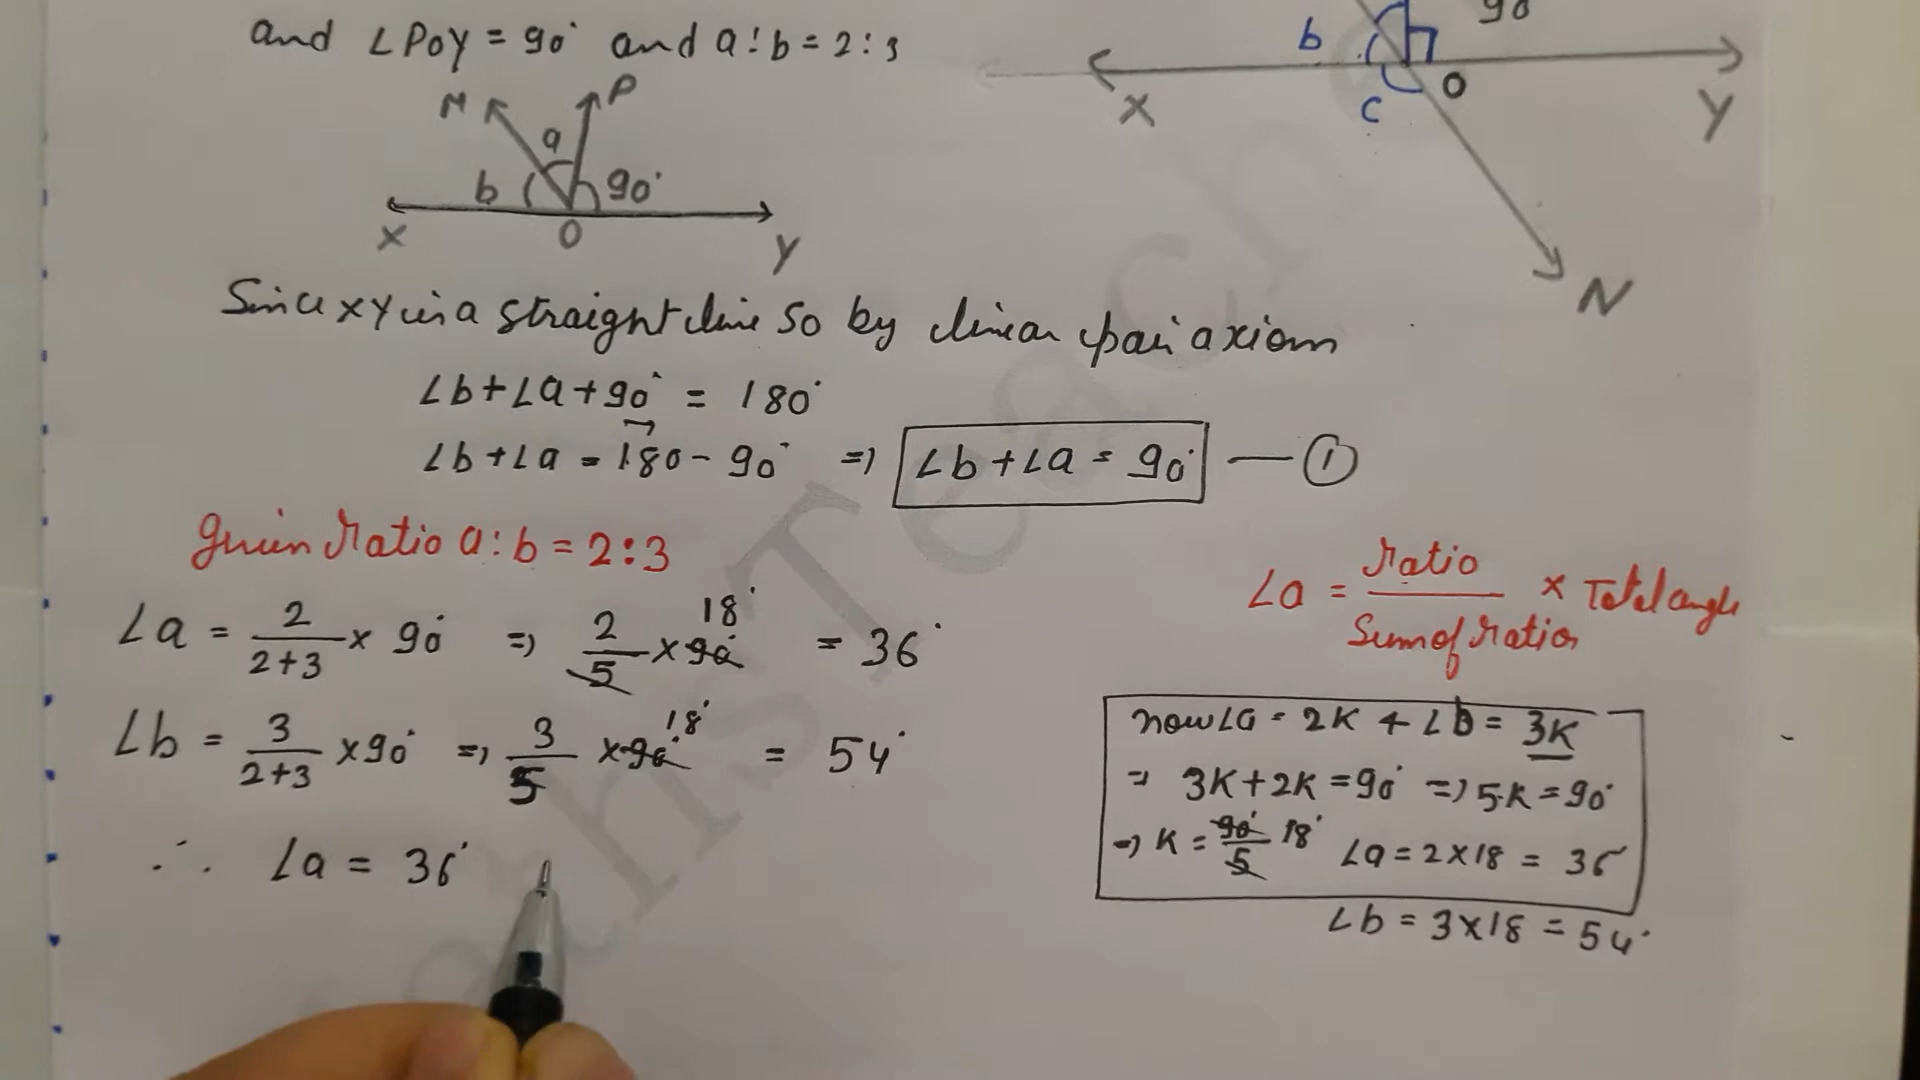 and ∠POY = 90° and a:b = 2:3
b
90
X
C
O
Y
N
M
P
a
b
90°
X
O
Y
Since XY is a straight line so by linear pair axiom
∠b+∠a+90° = 180°
∠b+∠a = 180 - 90° => ∠b+∠a = 90° — ①
given ratio a:b = 2:3
∠a = ratio / Sum of ratio × Total angle
∠a = 2/2+3 × 90° => 2/5 × 90° 18° = 36°
∠b = 3/2+3 × 90° => 3/5 × 90° 18° = 54°
∴ ∠a = 36°
now ∠a = 2K + ∠b = 3K
=> 3K+2K = 90° => 5K = 90°
=> K = 90°/5 18° ∠a = 2×18 = 36°
∠b = 3×18 = 54°